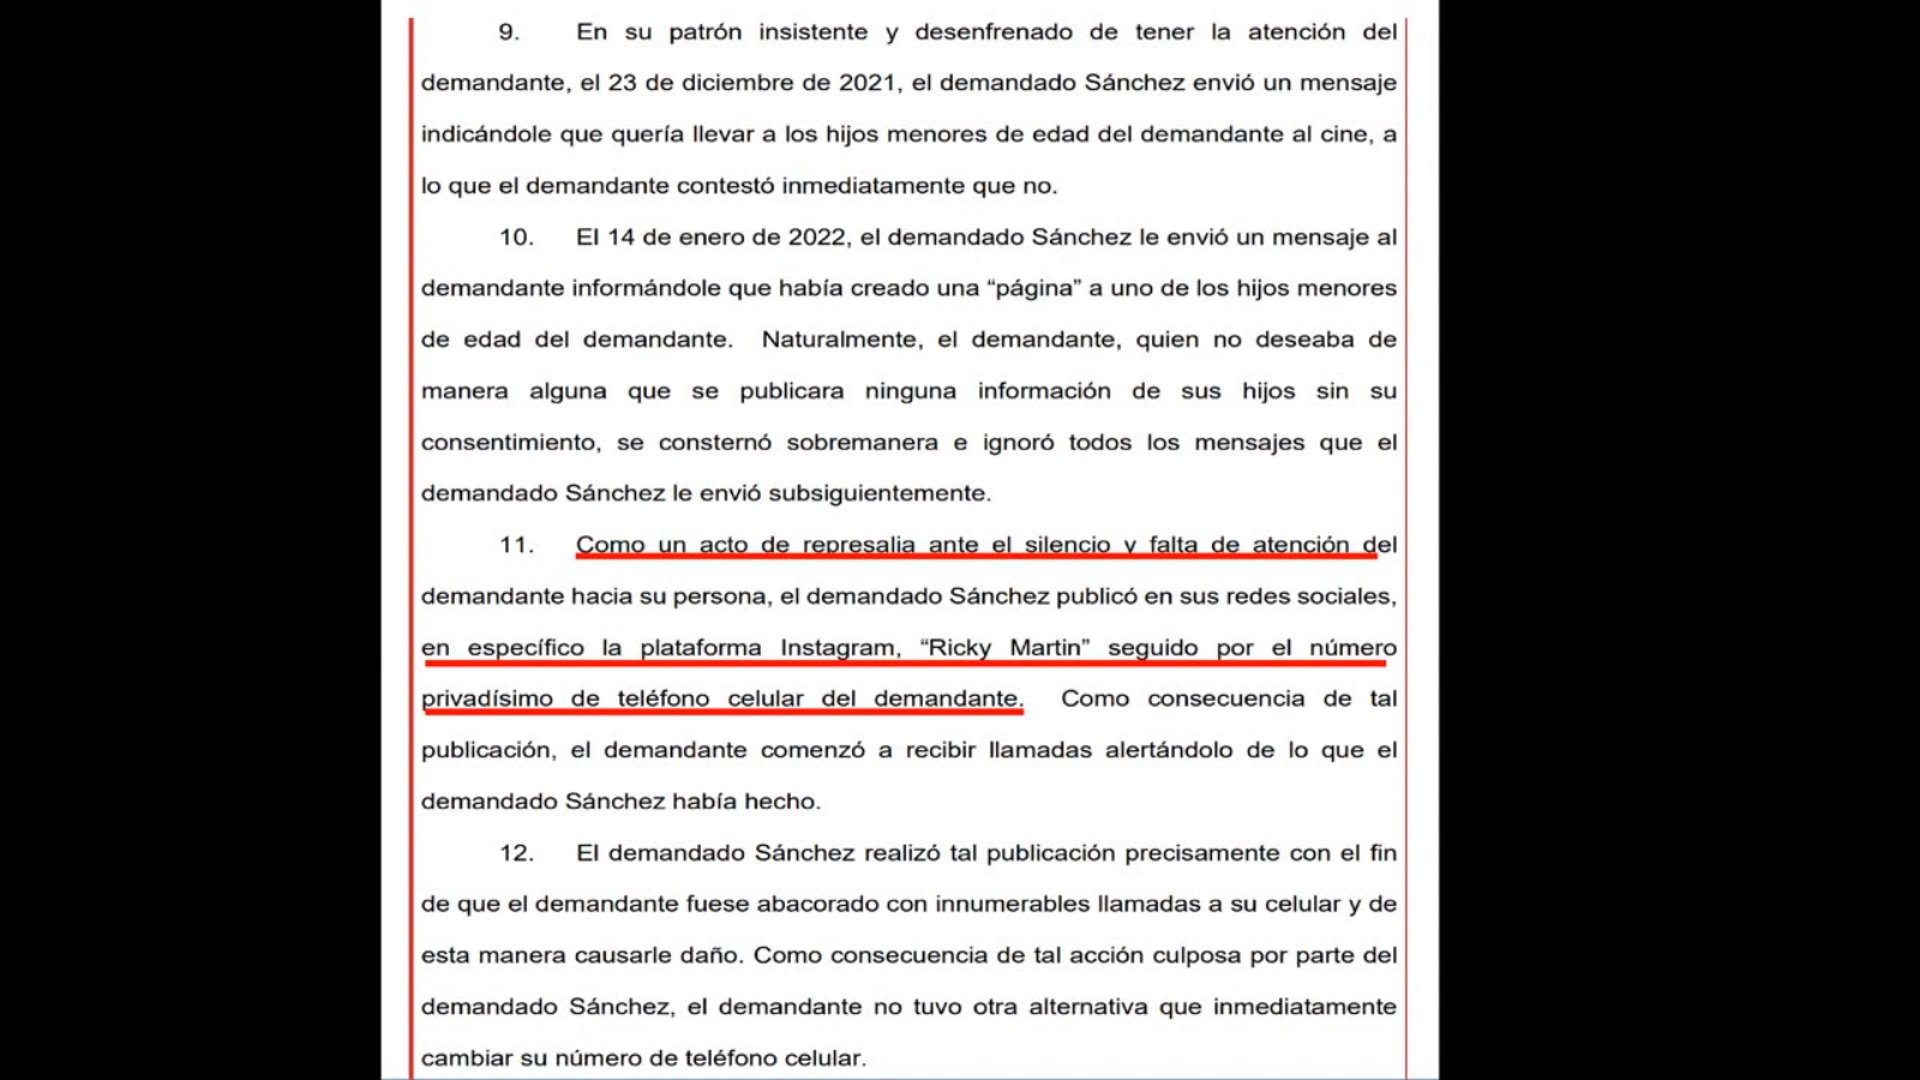 9. En su patrón insistente y desenfrenado de tener la atención del
demandante, el 23 de diciembre de 2021, el demandado Sánchez envió un mensaje
indicándole que quería llevar a los hijos menores de edad del demandante al cine, a
lo que el demandante contestó inmediatamente que no.
10. El 14 de enero de 2022, el demandado Sánchez le envió un mensaje al
demandante informándole que había creado una “página” a uno de los hijos menores
de edad del demandante. Naturalmente, el demandante, quien no deseaba de
manera alguna que se publicara ninguna información de sus hijos sin su
consentimiento, se consternó sobremanera e ignoró todos los mensajes que el
demandado Sánchez le envió subsiguientemente.
11. Como un acto de represalia ante el silencio y falta de atención del
demandante hacia su persona, el demandado Sánchez publicó en sus redes sociales,
en específico la plataforma Instagram, “Ricky Martin” seguido por el número
privadísimo de teléfono celular del demandante. Como consecuencia de tal
publicación, el demandante comenzó a recibir llamadas alertándolo de lo que el
demandado Sánchez había hecho.
12. El demandado Sánchez realizó tal publicación precisamente con el fin
de que el demandante fuese abacorado con innumerables llamadas a su celular y de
esta manera causarle daño. Como consecuencia de tal acción culposa por parte del
demandado Sánchez, el demandante no tuvo otra alternativa que inmediatamente
cambiar su número de teléfono celular.